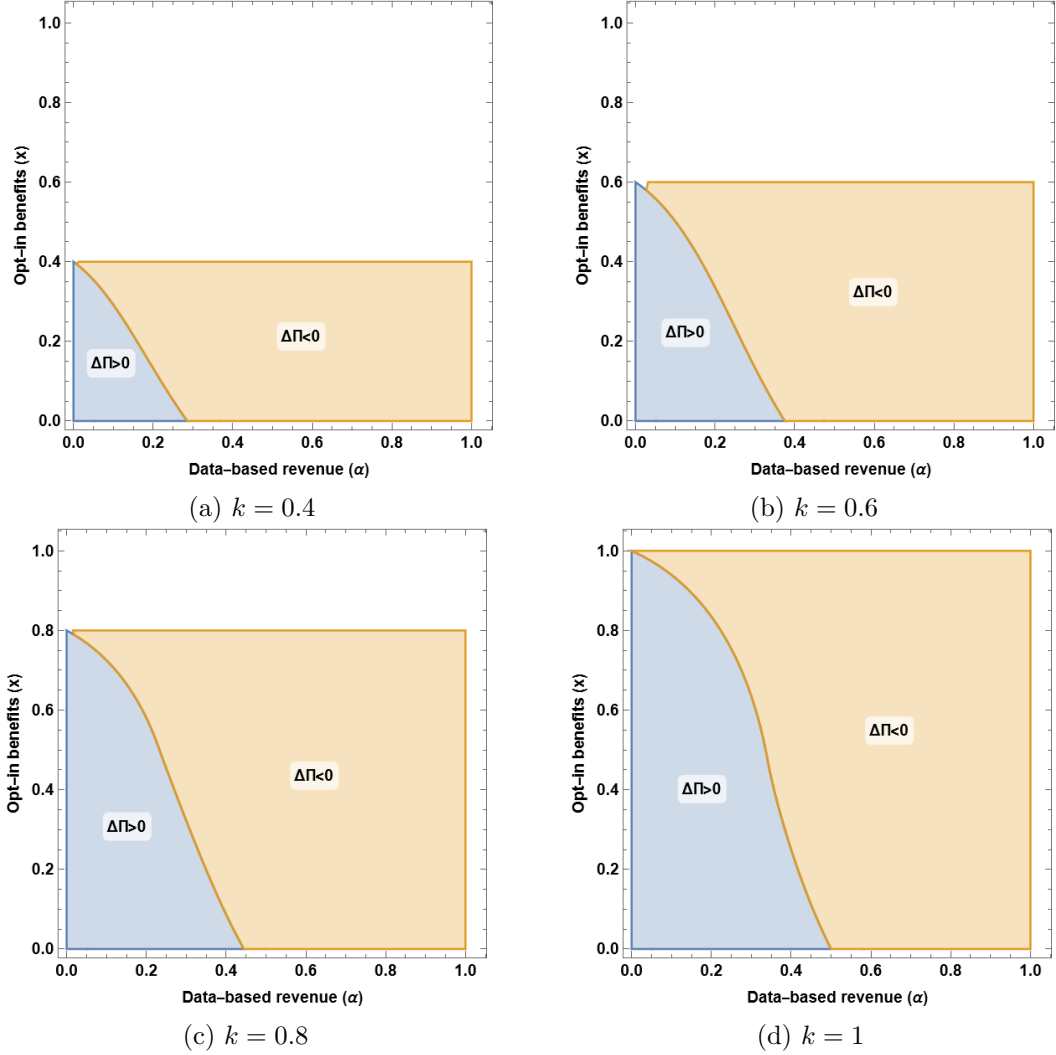 1.0
0.8
0.6
0.4
0.2
0.0
Opt–in benefits (x)
ΔΠ>0
ΔΠ<0
0.0 0.2 0.4 0.6 0.8 1.0
Data–based revenue (α)
(a) k = 0.4
1.0
0.8
0.6
0.4
0.2
0.0
Opt–in benefits (x)
ΔΠ>0
ΔΠ<0
0.0 0.2 0.4 0.6 0.8 1.0
Data–based revenue (α)
(b) k = 0.6
1.0
0.8
0.6
0.4
0.2
0.0
Opt–in benefits (x)
ΔΠ>0
ΔΠ<0
0.0 0.2 0.4 0.6 0.8 1.0
Data–based revenue (α)
(c) k = 0.8
1.0
0.8
0.6
0.4
0.2
0.0
Opt–in benefits (x)
ΔΠ>0
ΔΠ<0
0.0 0.2 0.4 0.6 0.8 1.0
Data–based revenue (α)
(d) k = 1